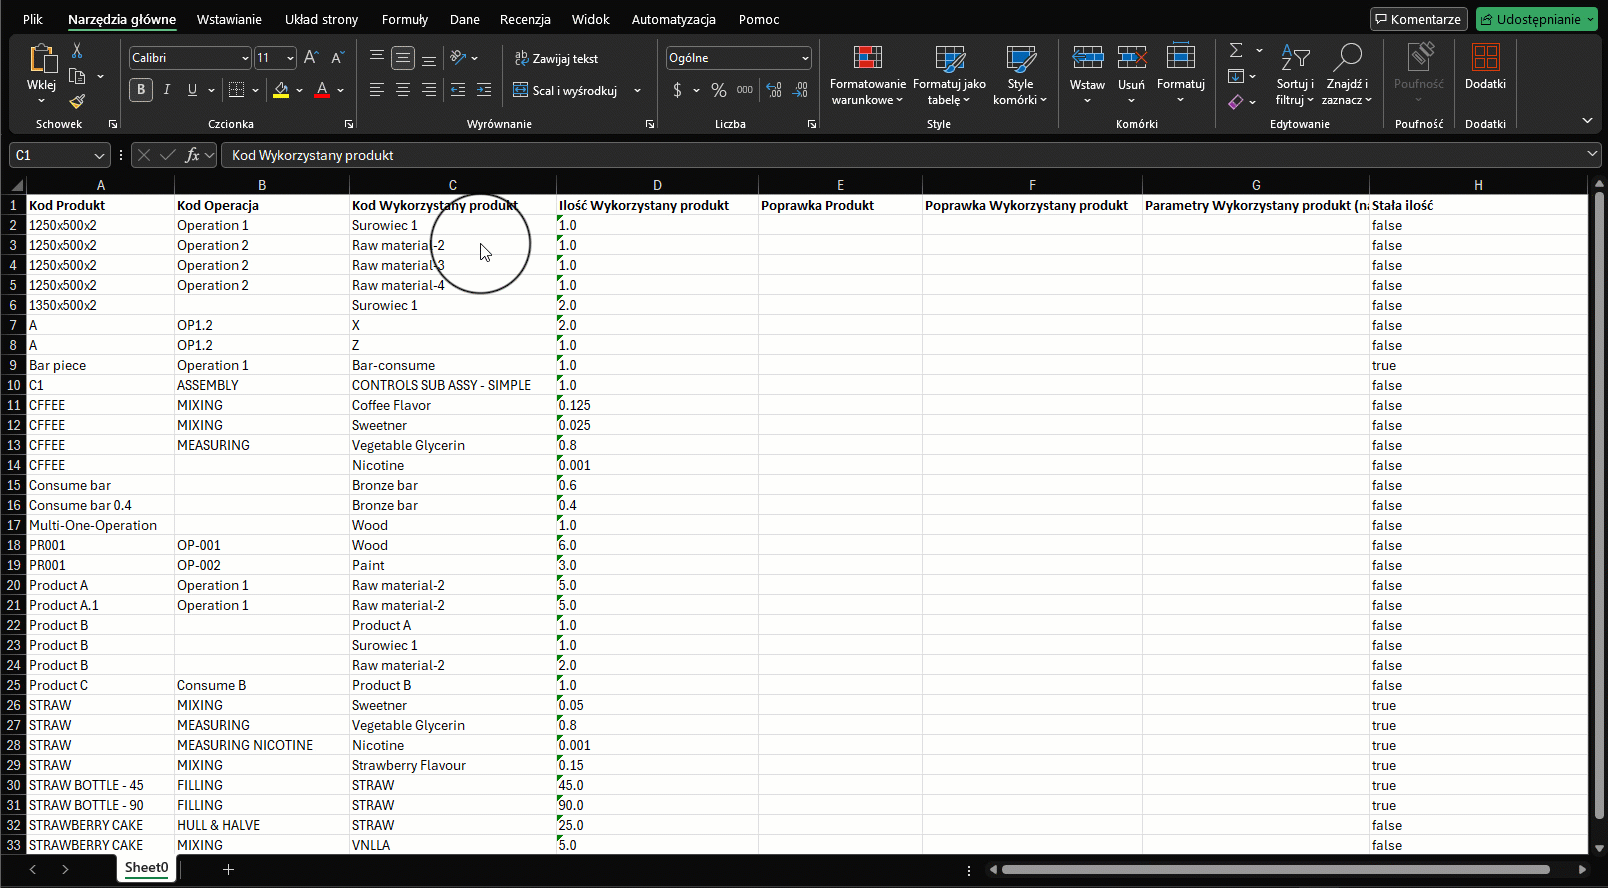 Plik Narzędzia główne Wstawianie Układ strony Formuły Dane Recenzja Widok Automatyzacja Pomoc Komentarze Udostępnianie
Wklej
Schowek
Calibri 11
B I U
Czcionka
Zawijaj tekst
Scal i wyśrodkuj
Wyrównanie
Ogólne
$ % 000
Liczba
Formatowanie warunkowe
Formatuj jako tabelę
Style komórki
Style
Wstaw
Usuń
Formatuj
Komórki
Sortuj i filtruj
Znajdź i zaznacz
Edytowanie
Poufność
Poufność
Dodatki
Dodatki
C1 fx Kod Wykorzystany produkt
A B C D E F G H
1 Kod Produkt Kod Operacja Kod Wykorzystany produkt Ilość Wykorzystany produkt Poprawka Produkt Poprawka Wykorzystany produkt Parametry Wykorzystany produkt (na Stała ilość
2 1250x500x2 Operation 1 Surowiec 1 1.0 false
3 1250x500x2 Operation 2 Raw material-2 1.0 false
4 1250x500x2 Operation 2 Raw material-3 1.0 false
5 1250x500x2 Operation 2 Raw material-4 1.0 false
6 1350x500x2 Surowiec 1 2.0 false
7 A OP1.2 X 2.0 false
8 A OP1.2 Z 1.0 false
9 Bar piece Operation 1 Bar-consume 1.0 true
10 C1 ASSEMBLY CONTROLS SUB ASSY - SIMPLE 1.0 false
11 CFFEE MIXING Coffee Flavor 0.125 false
12 CFFEE MIXING Sweetner 0.025 false
13 CFFEE MEASURING Vegetable Glycerin 0.8 false
14 CFFEE Nicotine 0.001 false
15 Consume bar Bronze bar 0.6 false
16 Consume bar 0.4 Bronze bar 0.4 false
17 Multi-One-Operation Wood 1.0 false
18 PR001 OP-001 Wood 6.0 false
19 PR001 OP-002 Paint 3.0 false
20 Product A Operation 1 Raw material-2 5.0 false
21 Product A.1 Operation 1 Raw material-2 5.0 false
22 Product B Product A 1.0 false
23 Product B Surowiec 1 1.0 false
24 Product B Raw material-2 2.0 false
25 Product C Consume B Product B 1.0 false
26 STRAW MIXING Sweetner 0.05 true
27 STRAW MEASURING Vegetable Glycerin 0.8 true
28 STRAW MEASURING NICOTINE Nicotine 0.001 true
29 STRAW MIXING Strawberry Flavour 0.15 true
30 STRAW BOTTLE - 45 FILLING STRAW 45.0 true
31 STRAW BOTTLE - 90 FILLING STRAW 90.0 true
32 STRAWBERRY CAKE HULL & HALVE STRAW 25.0 false
33 STRAWBERRY CAKE MIXING VNLLA 5.0 false
Sheet0